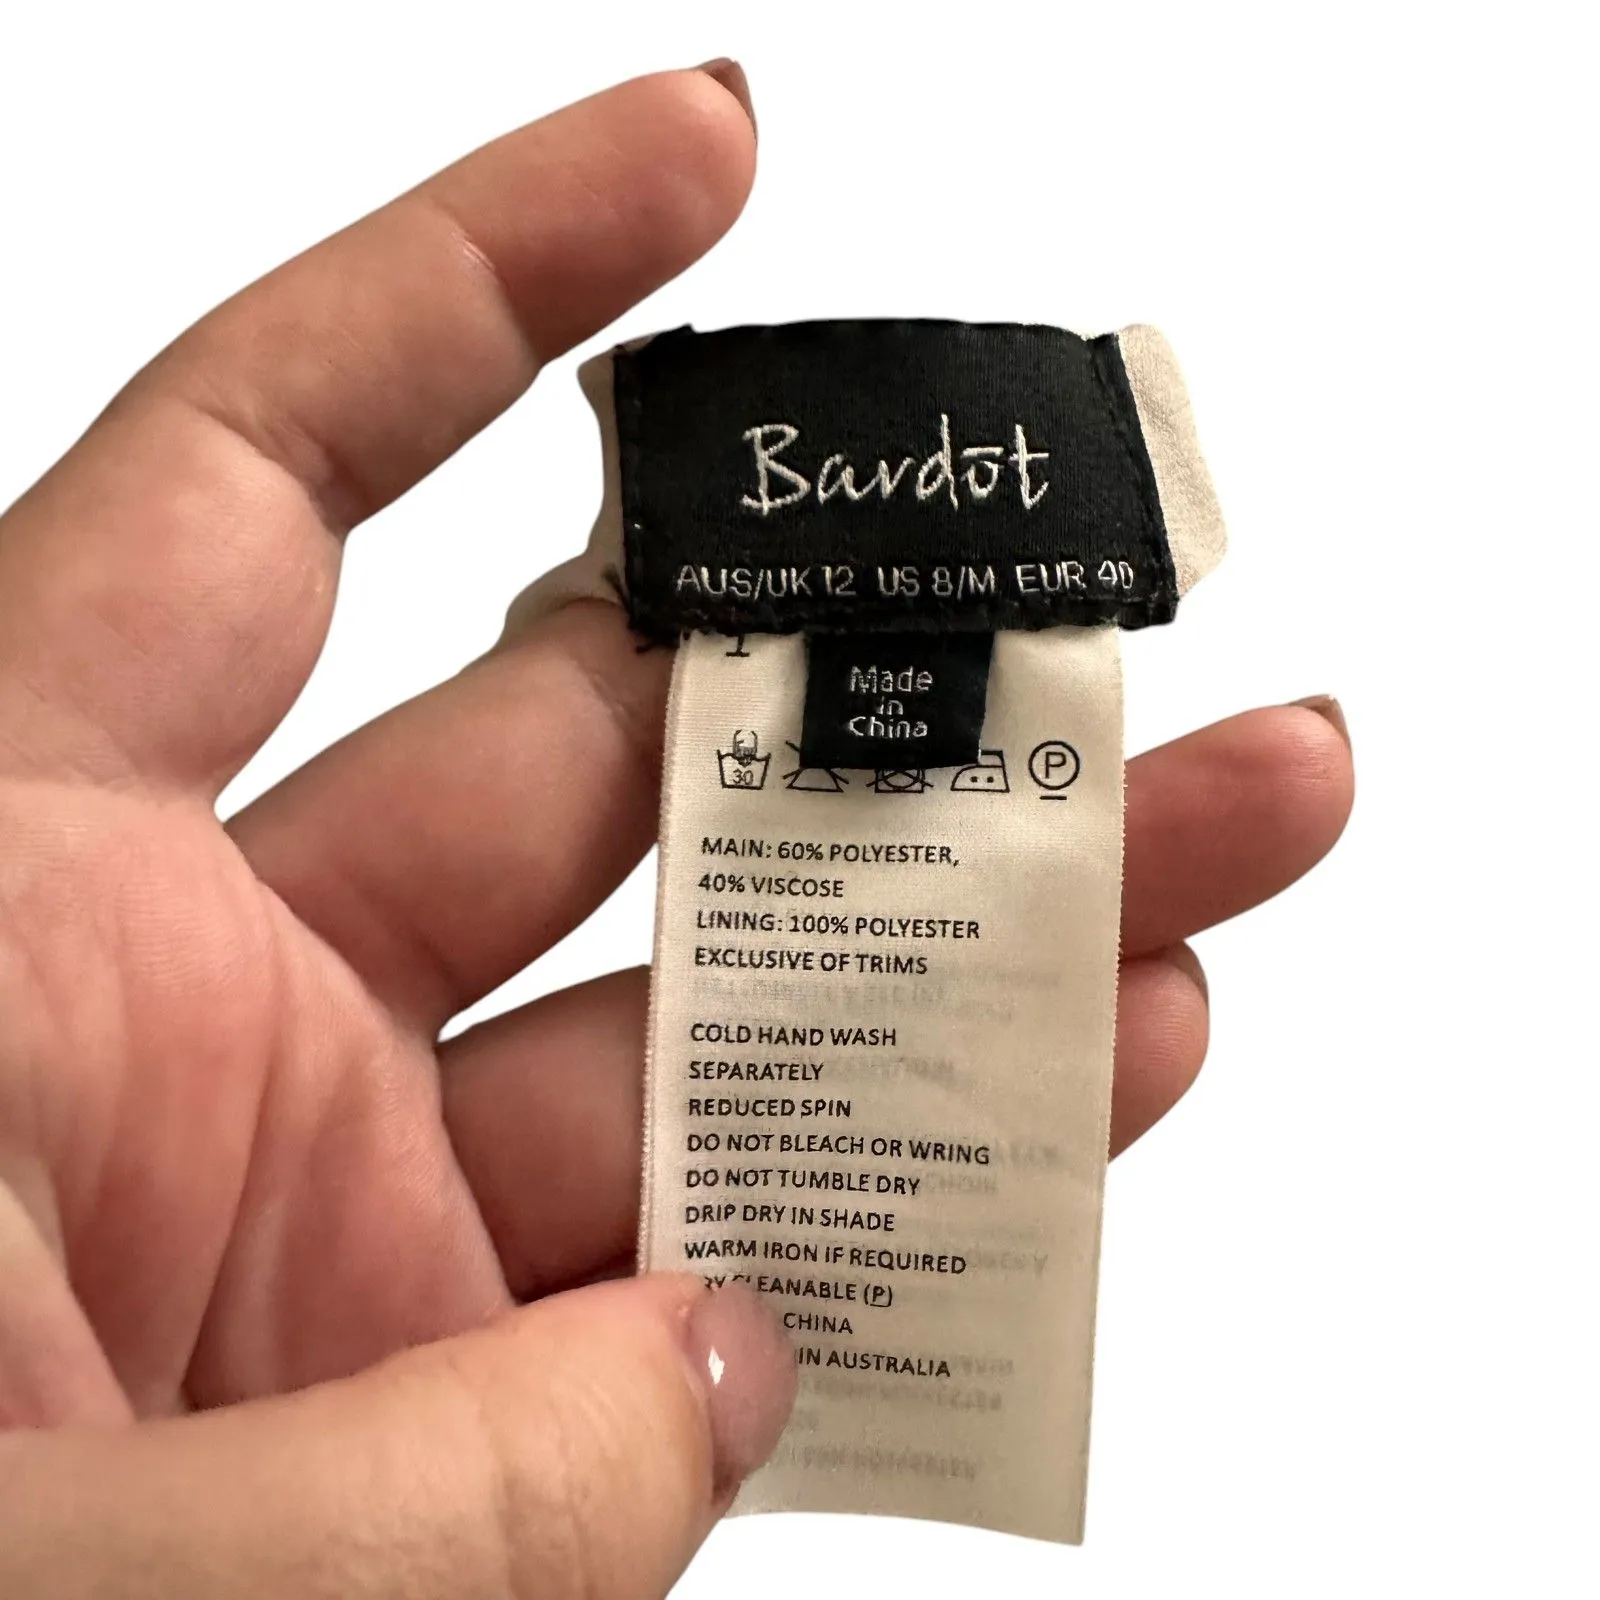 Bardōt
AUS/UK 12 US 8/M EUR 40
Made
in
China
30
P
MAIN: 60% POLYESTER,
40% VISCOSE
LINING: 100% POLYESTER
EXCLUSIVE OF TRIMS
COLD HAND WASH
SEPARATELY
REDUCED SPIN
DO NOT BLEACH OR WRING
DO NOT TUMBLE DRY
DRIP DRY IN SHADE
WARM IRON IF REQUIRED
CLEANABLE (P)
CHINA
IN AUSTRALIA